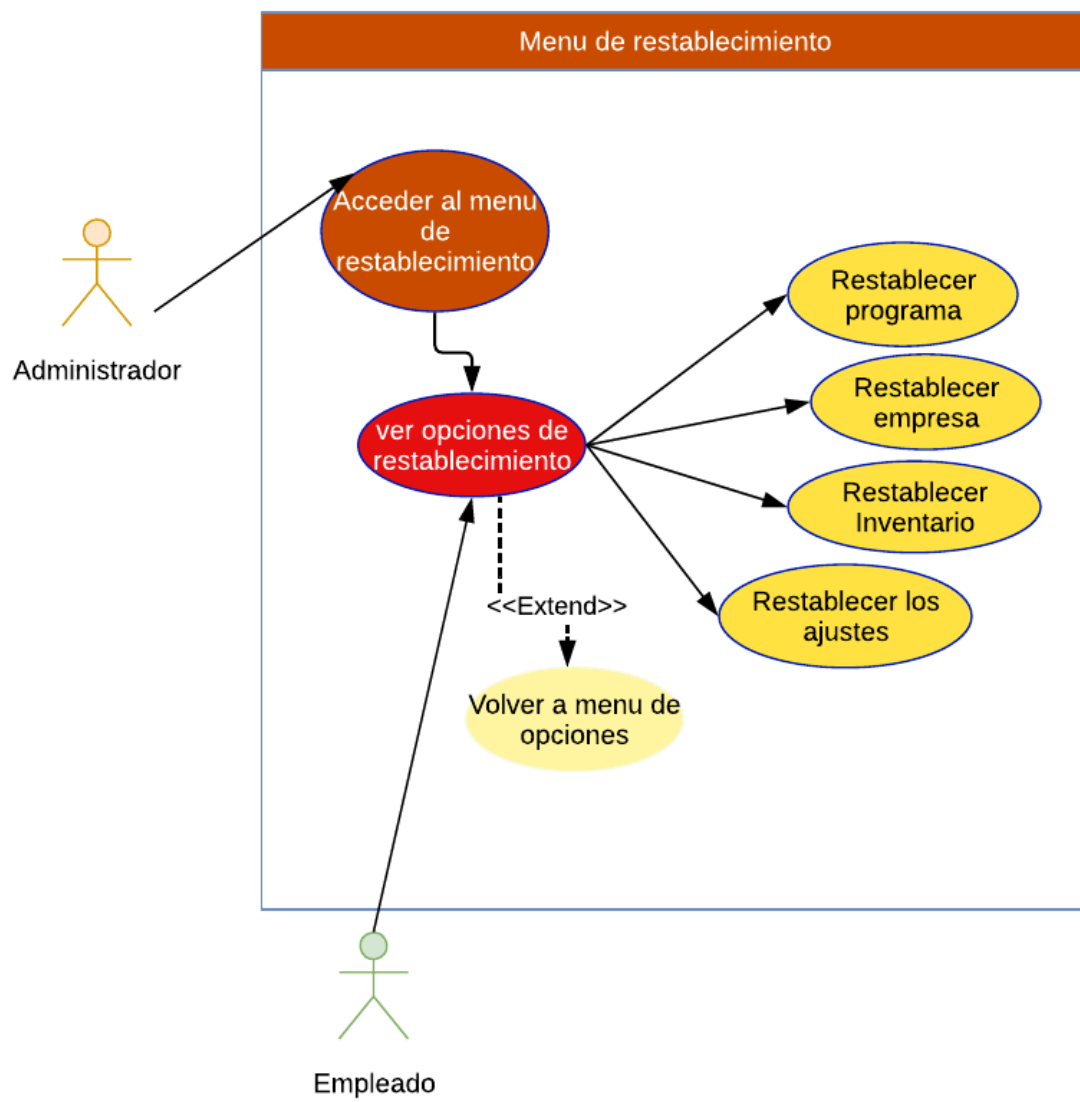 Menu de restablecimiento
Acceder al menu
de
restablecimiento
Administrador
Restablecer
programa
Restablecer
empresa
ver opciones de
restablecimiento
Restablecer
Inventario
Restablecer los
ajustes
<<Extend>>
Volver a menu de
opciones
Empleado